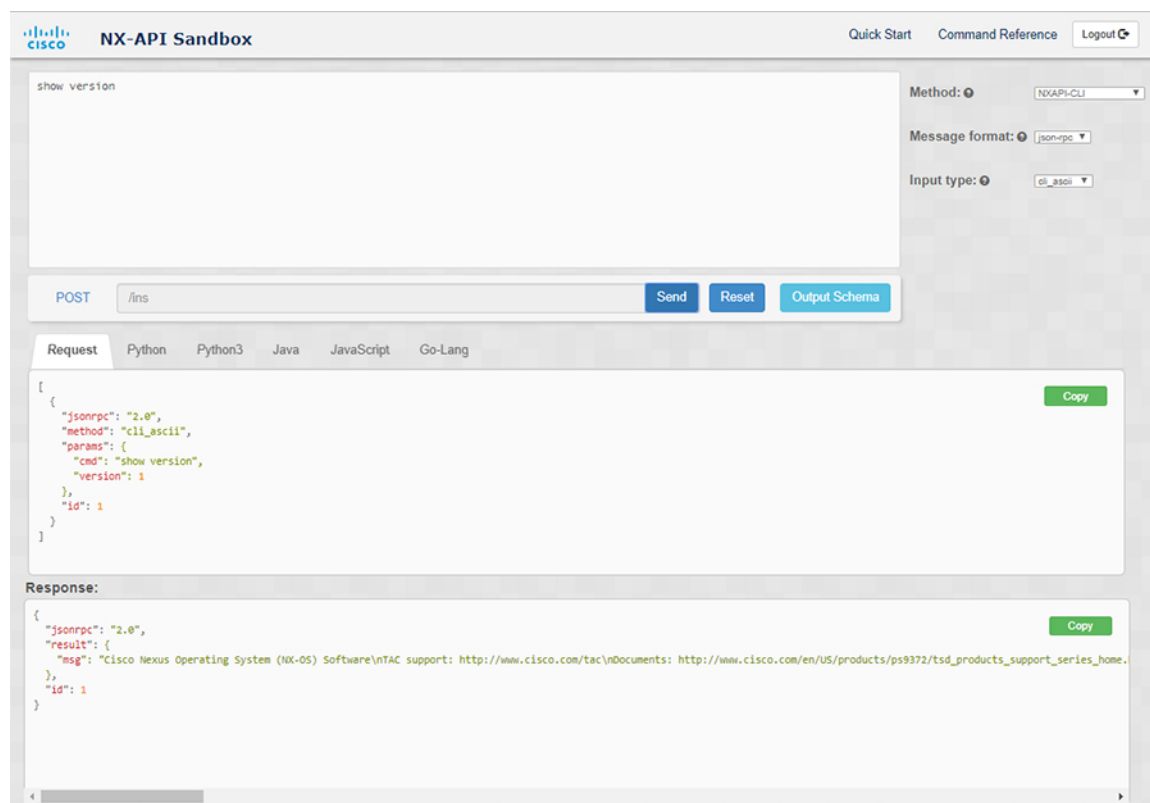 CISCO NX-API Sandbox Quick Start Command Reference Logout
show version
Method: NXAPI-CLI
Message format: json-rpc
Input type: cli_ascii
POST /ins Send Reset Output Schema
Request Python Python3 Java JavaScript Go-Lang
Copy
[
{
"jsonrpc": "2.0",
"method": "cli_ascii",
"params": {
"cmd": "show version",
"version": 1
},
"id": 1
}
]
Response:
Copy
{
"jsonrpc": "2.0",
"result": {
"msg": "Cisco Nexus Operating System (NX-OS) Software\nTAC support: http://www.cisco.com/tac\nDocuments: http://www.cisco.com/en/US/products/ps9372/tsd_products_support_series_home.
},
"id": 1
}